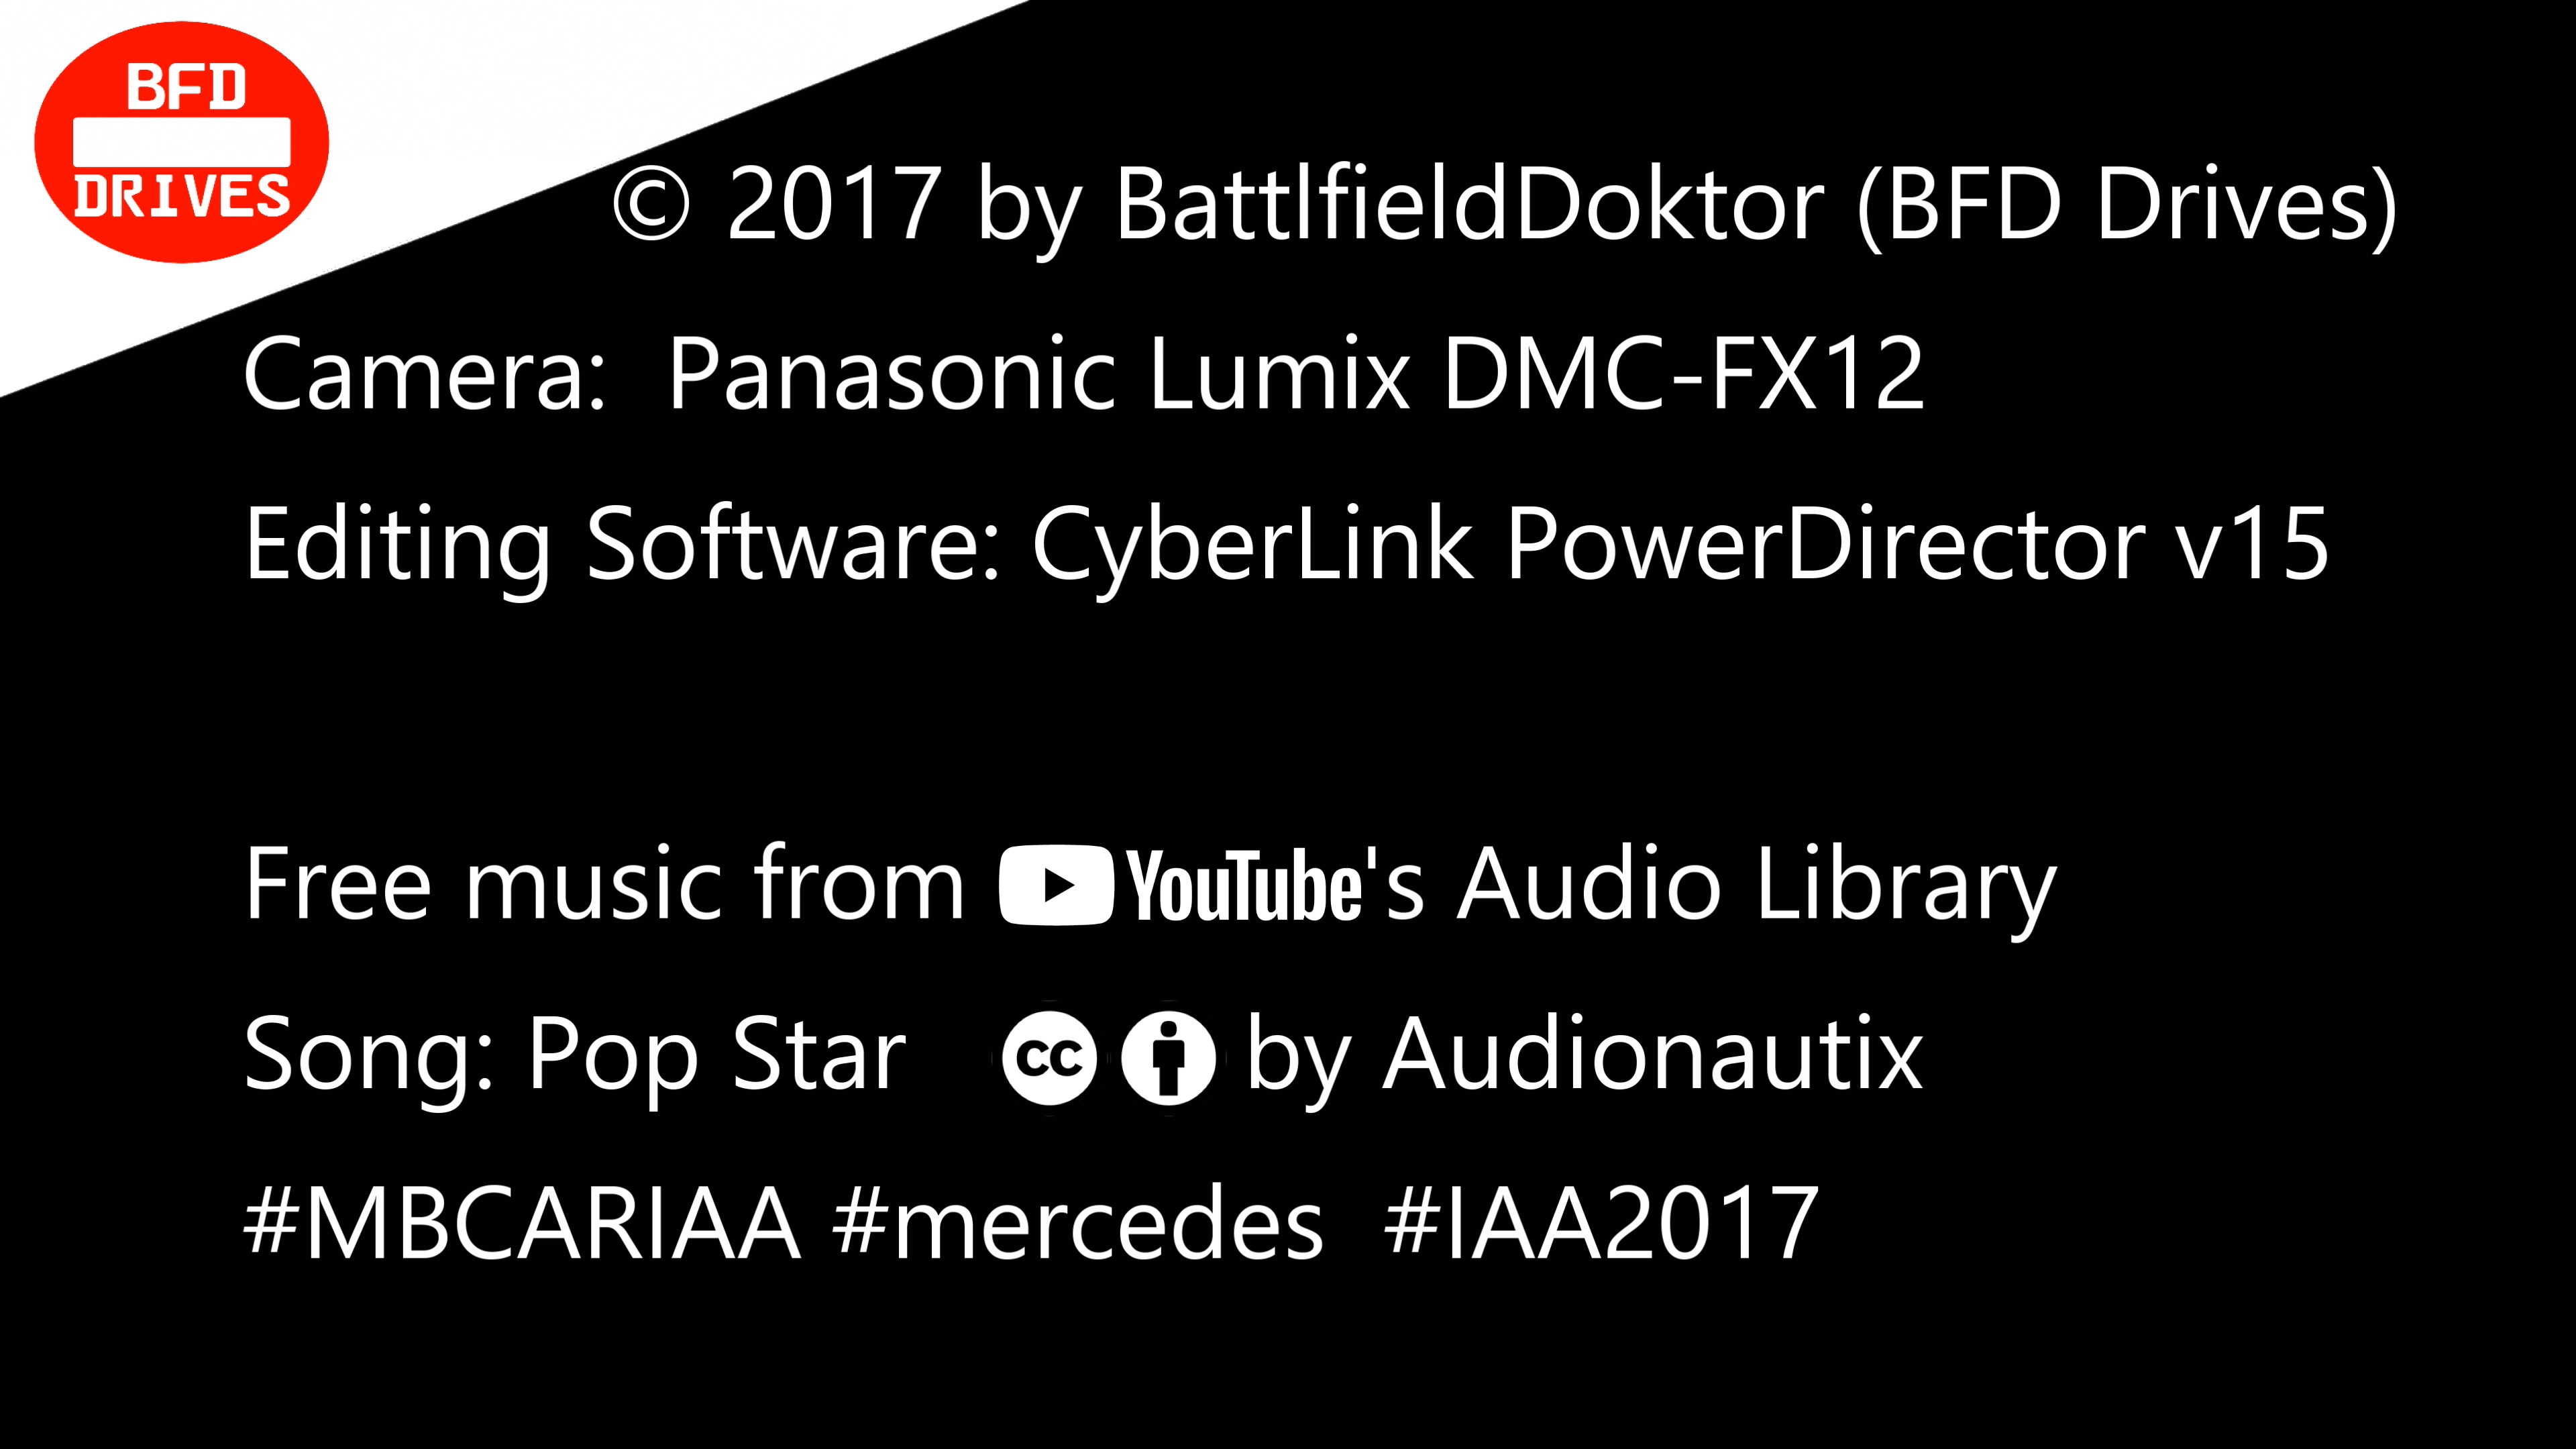 BFD
DRIVES
© 2017 by BattlfieldDoktor (BFD Drives)
Camera: Panasonic Lumix DMC-FX12
Editing Software: CyberLink PowerDirector v15
Free music from YouTube's Audio Library
Song: Pop Star cc by Audionautix
#MBCARIAA #mercedes #IAA2017